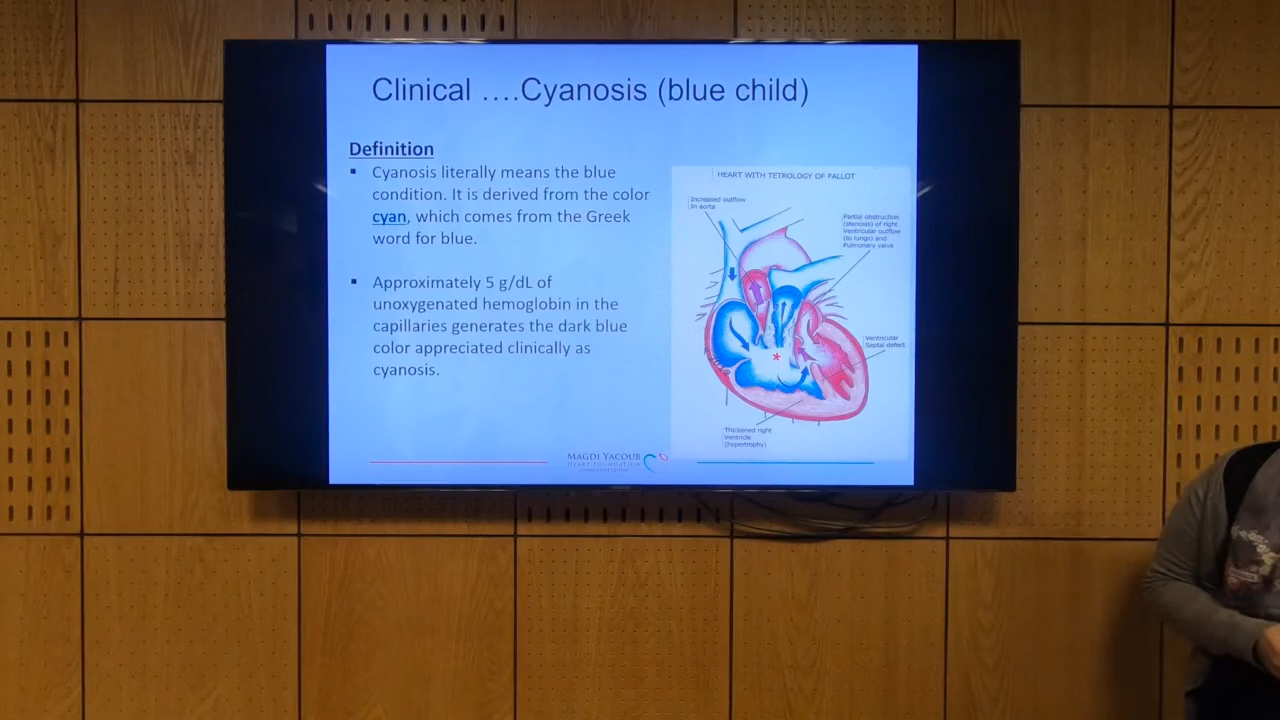 Clinical ....Cyanosis (blue child)
Definition
▪ Cyanosis literally means the blue
condition. It is derived from the color
cyan, which comes from the Greek
word for blue.
▪ Approximately 5 g/dL of
unoxygenated hemoglobin in the
capillaries generates the dark blue
color appreciated clinically as
cyanosis.
HEART WITH TETROLOGY OF FALLOT
Increased outflow
In aorta
Partial obstruction
(stenosis) of right
Ventricular outflow
(to lungs) and
Pulmonary valve
Ventricular
Septal defect
*
Thickened right
Ventricle
(hypertrophy)
MAGDI YACOUB
HEART FOUNDATION